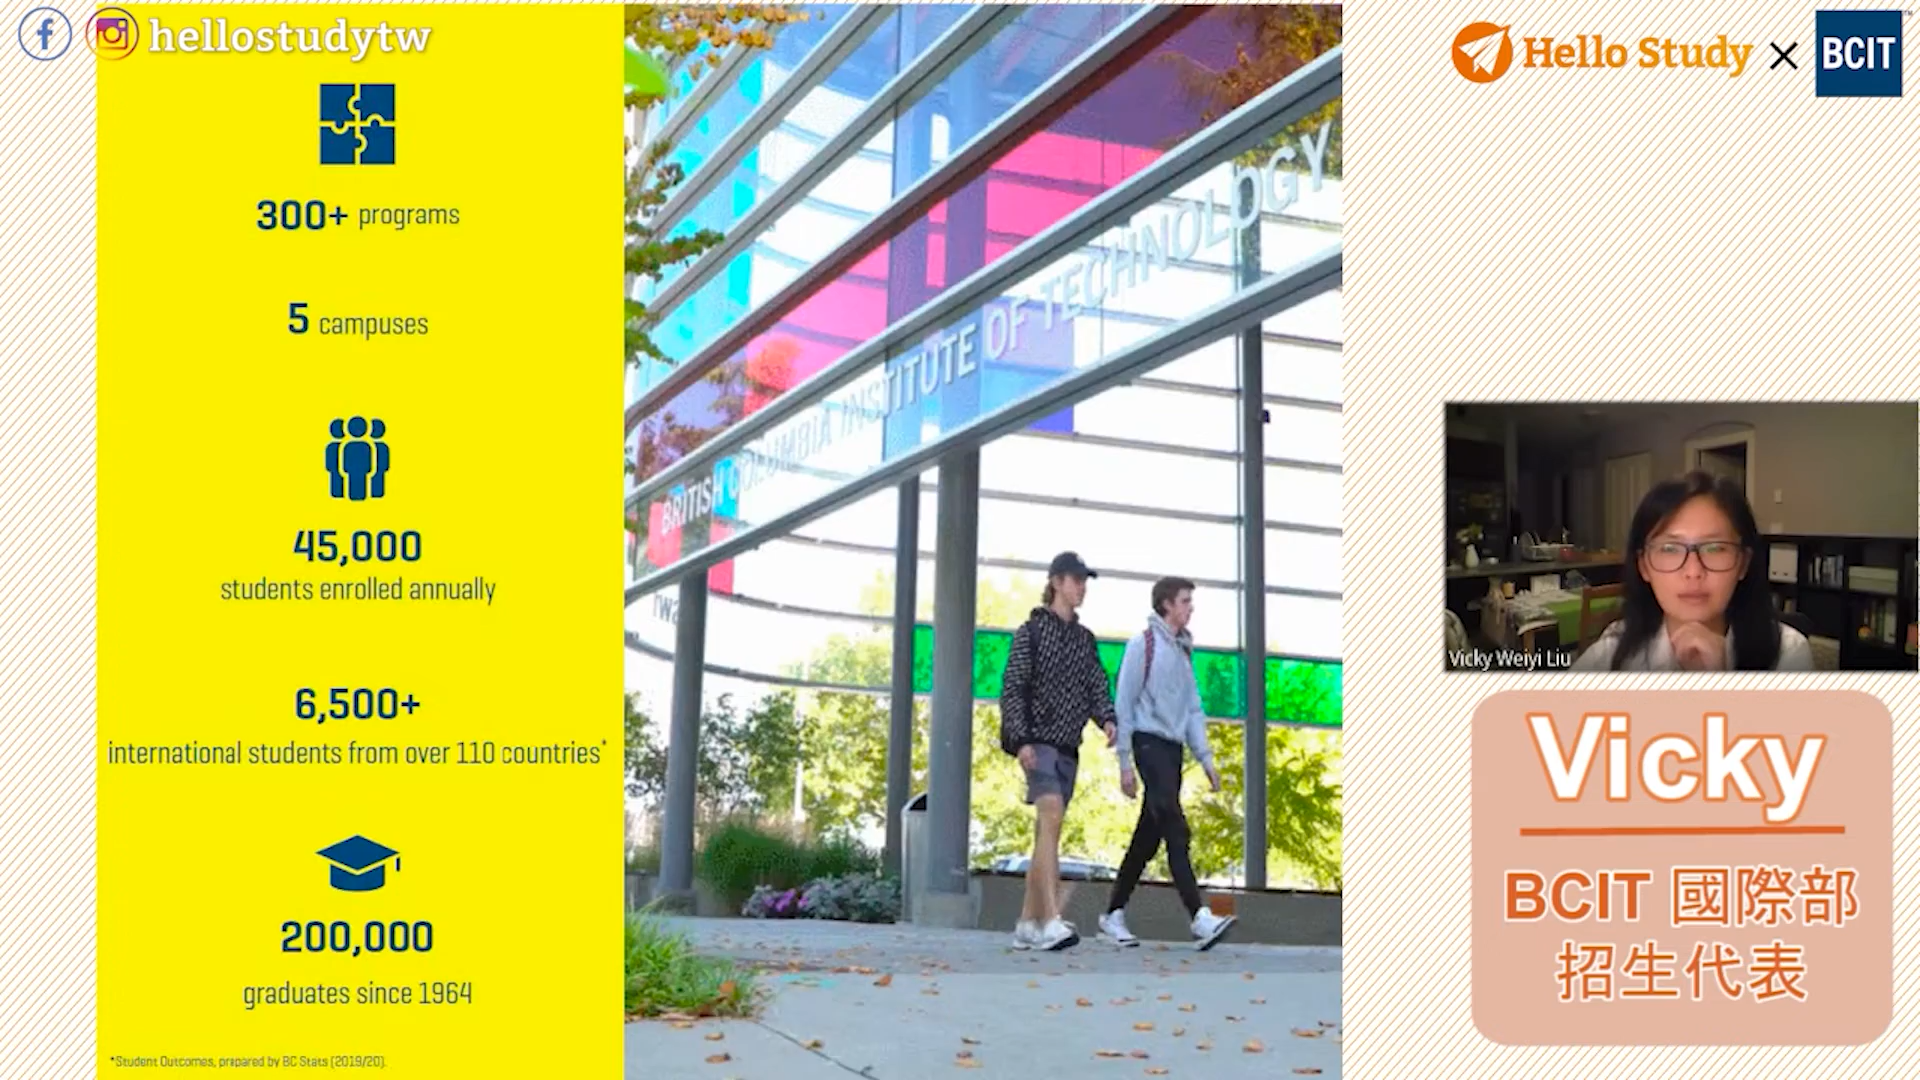 hellostudytw
300+ programs
5 campuses
45,000
students enrolled annually
6,500+
international students from over 110 countries*
200,000
graduates since 1964
*Student Outcomes, prepared by BC Stats (2019/20).
BRITISH COLUMBIA INSTITUTE OF TECHNOLOGY
Hello Study × BCIT
Vicky Weiyi Liu
Vicky
BCIT 國際部
招生代表